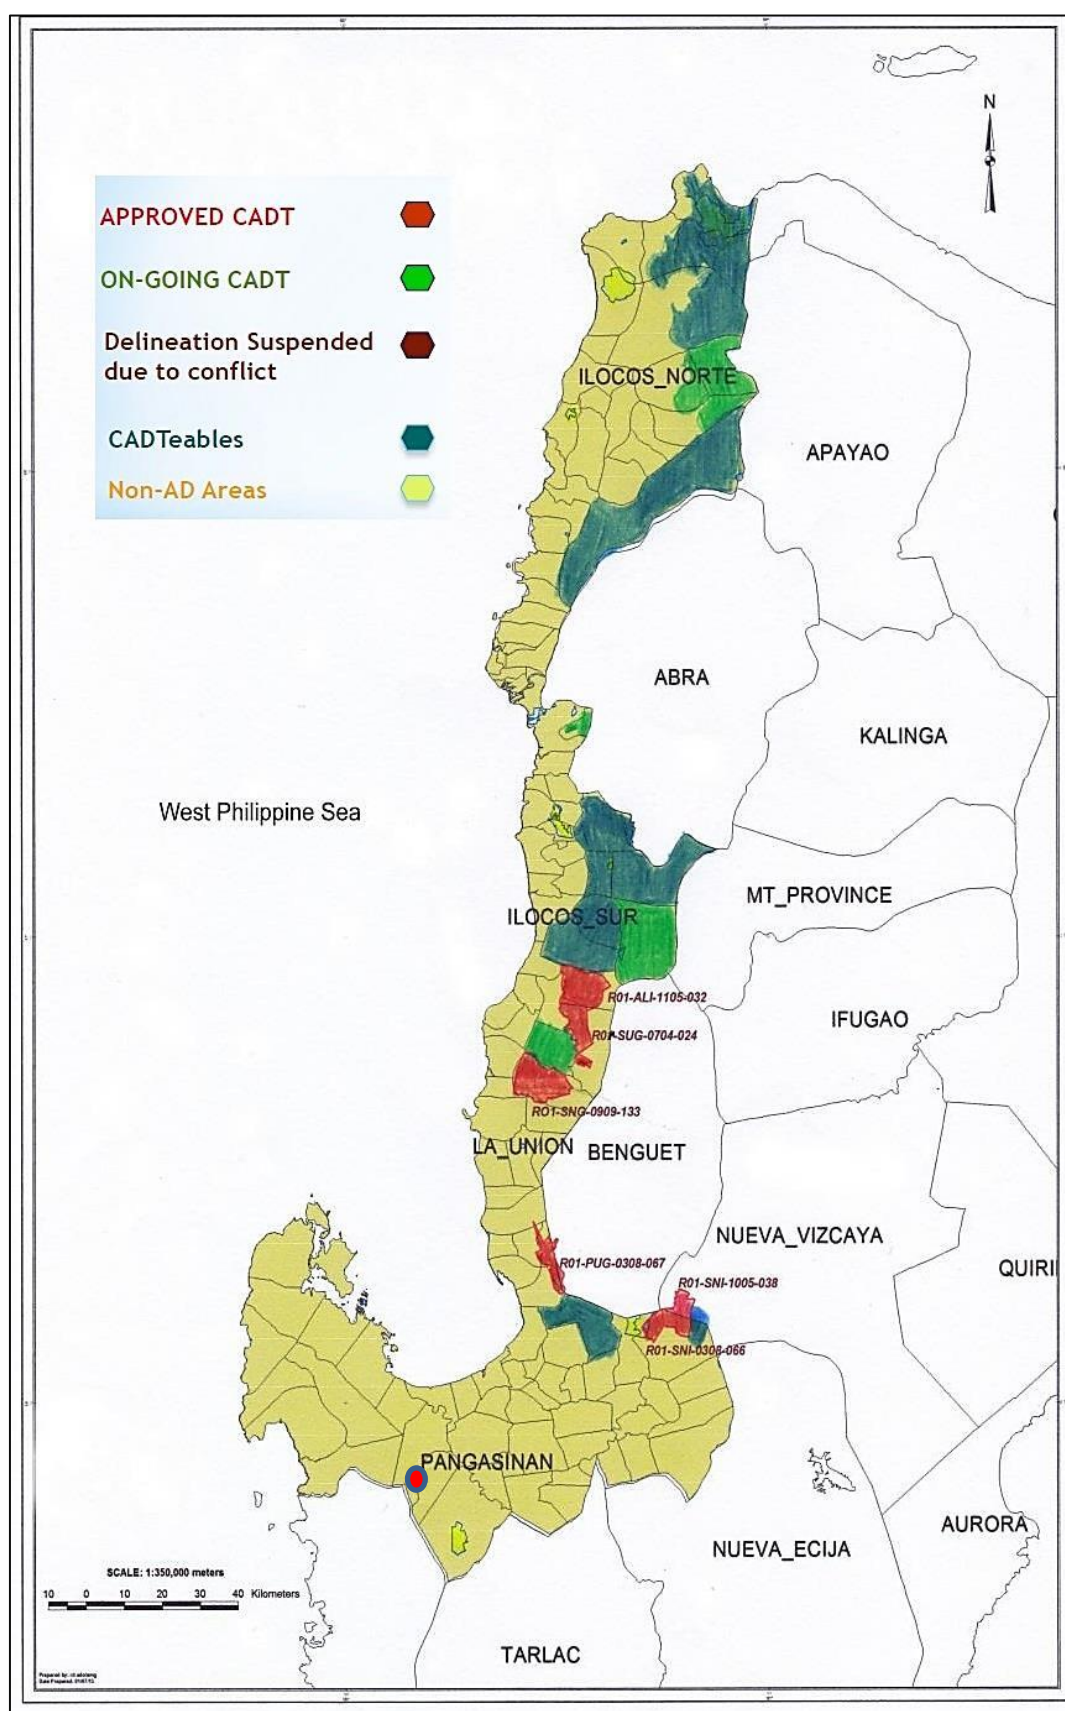 N
APPROVED CADT
ON-GOING CADT
Delineation Suspended
due to conflict
CADTeables
Non-AD Areas
ILOCOS_NORTE
APAYAO
ABRA
KALINGA
West Philippine Sea
MT_PROVINCE
ILOCOS_SUR
R01-ALI-1105-032
IFUGAO
R01-SUG-0704-024
RO1-SNG-0909-133
LA_UNION
BENGUET
NUEVA_VIZCAYA
R01-PUG-0308-067
QUIRI
R01-SNI-1005-038
R01-SNI-0308-066
PANGASINAN
AURORA
NUEVA_ECIJA
SCALE: 1:350,000 meters
10 0 10 20 30 40 Kilometers
TARLAC